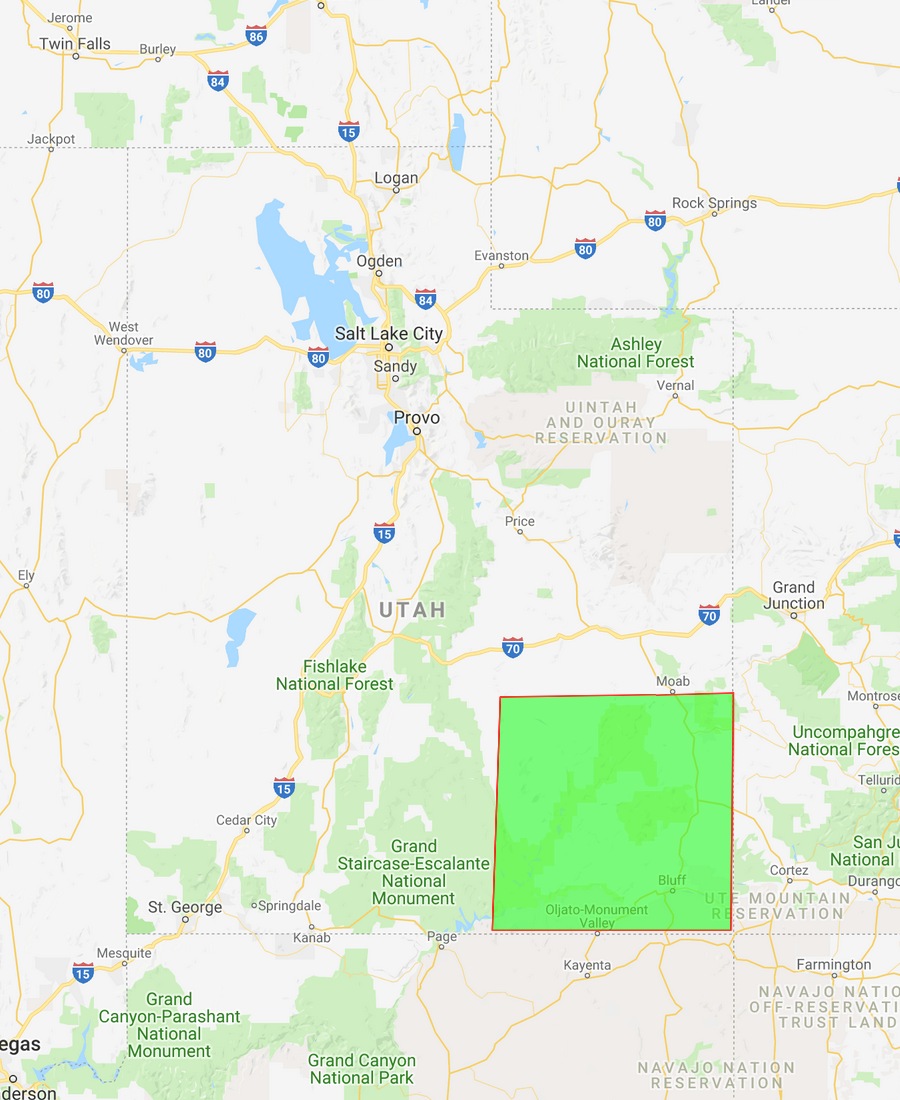 Jerome
Lander
86
Twin Falls
Burley
84
15
Jackpot
Logan
Rock Springs
80
80
Evanston
Ogden
80
84
West
Wendover
Salt Lake City
80
80
Ashley
National Forest
Sandy
Vernal
UINTAH
AND OURAY
RESERVATION
Provo
Price
15
Ely
Grand
Junction
UTAH
70
70
Fishlake
National Forest
Moab
Montrose
Uncompahgre
National Fores
15
Tellurid
Cedar City
Grand
Staircase-Escalante
National
Monument
San Ju
National
Cortez
Durango
Bluff
UTE MOUNTAIN
RESERVATION
St. George
Springdale
Oljato-Monument
Valley
Kanab
Page
Mesquite
15
Kayenta
Farmington
Grand
Canyon-Parashant
National
Monument
NAVAJO NATIO
OFF-RESERVATI
TRUST LAND
egas
Grand Canyon
National Park
NAVAJO NATION
RESERVATION
derson